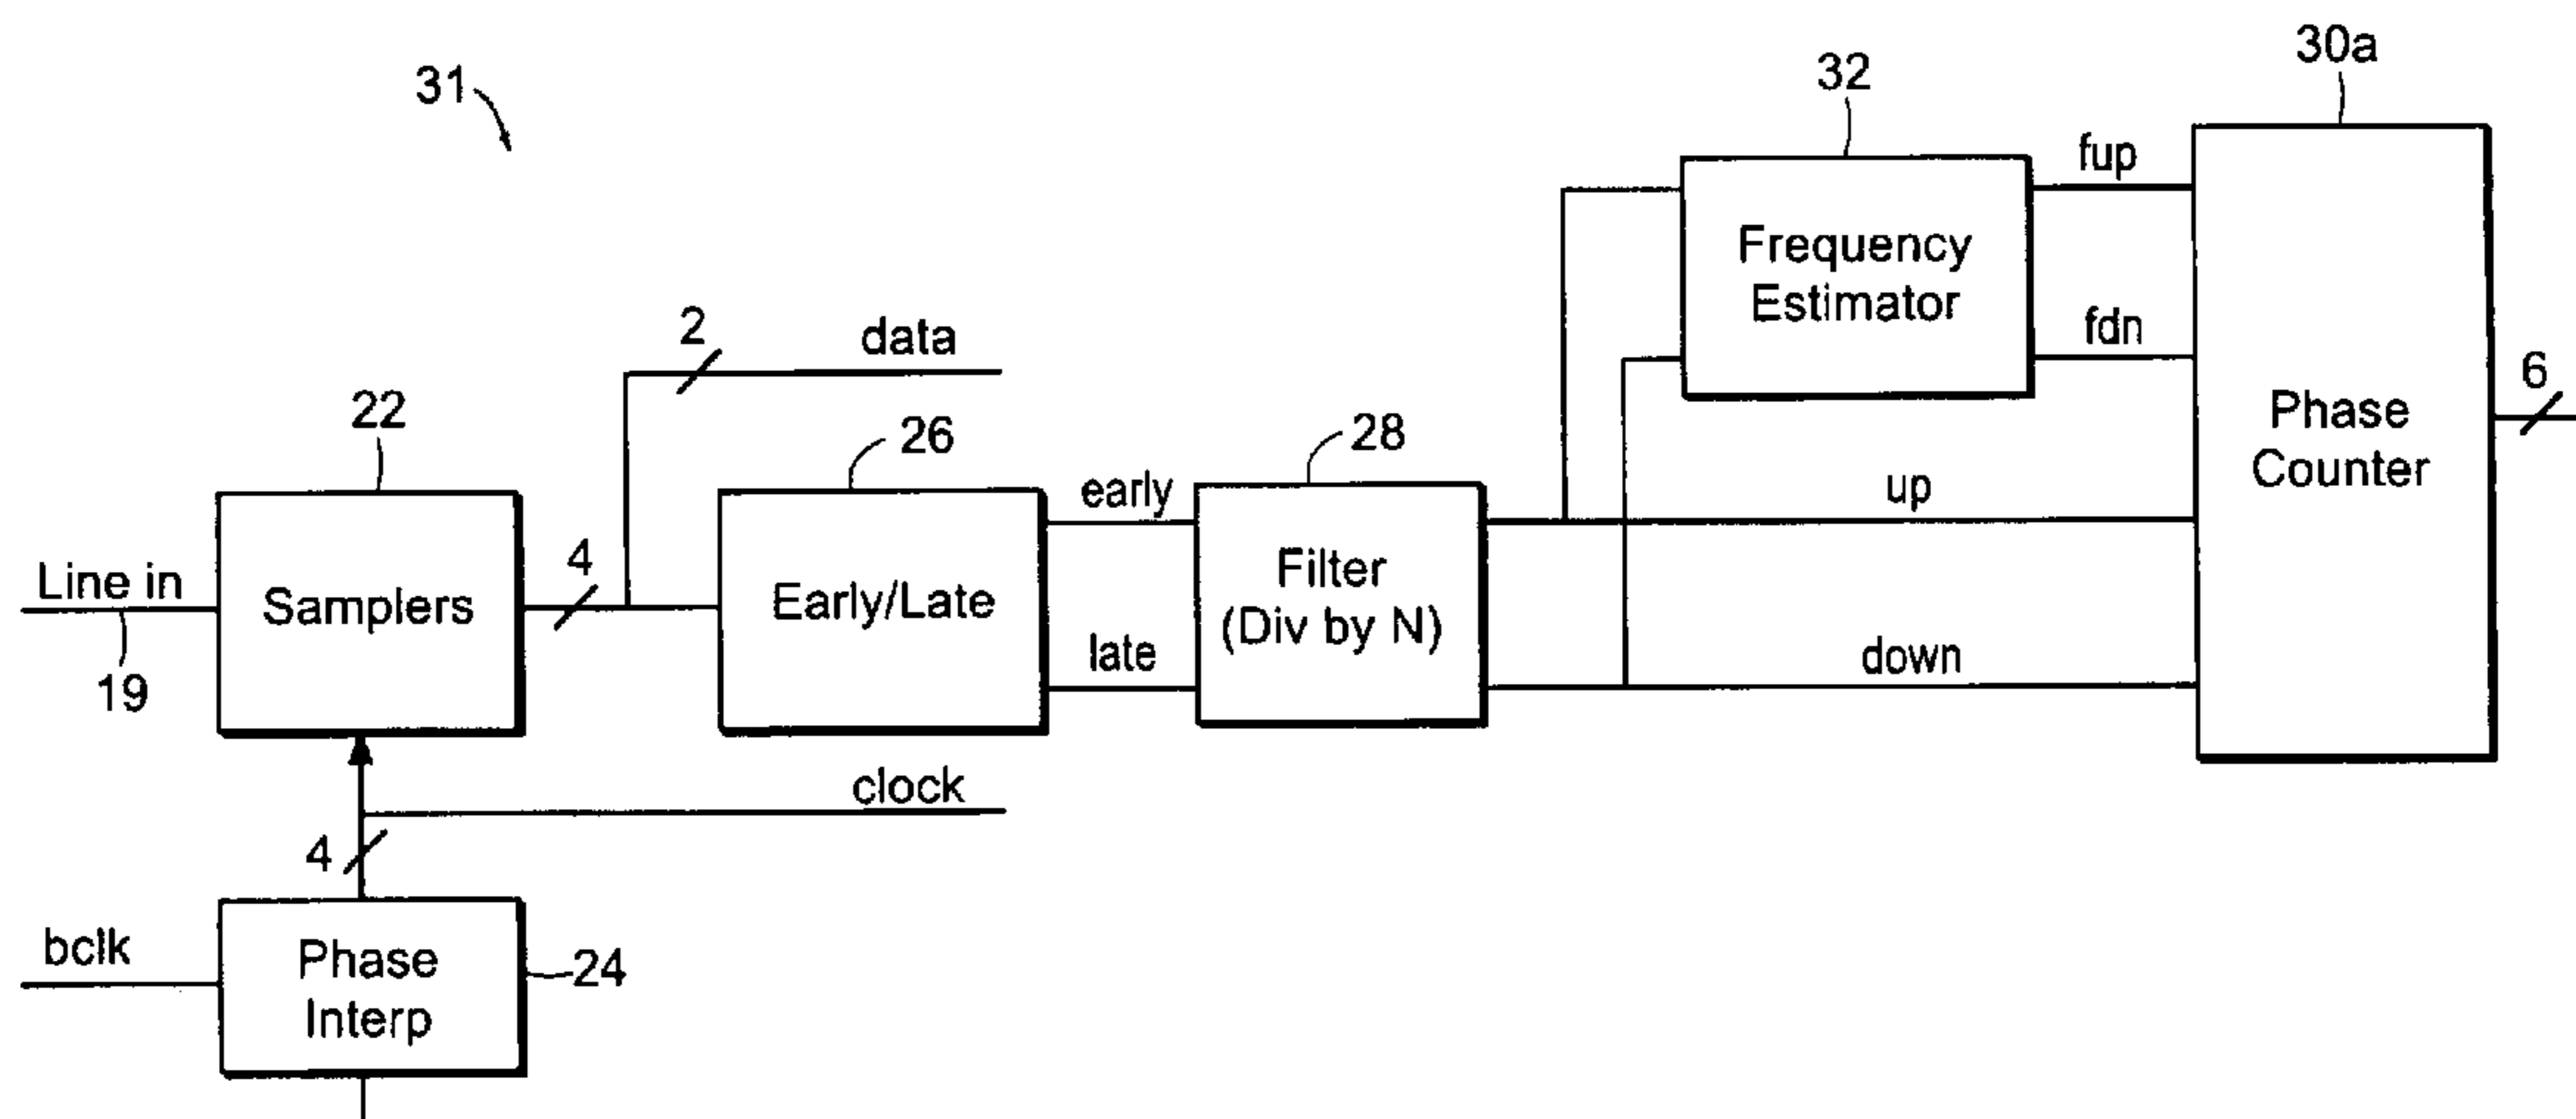 31
32
30a
fup
Frequency
Estimator
fdn
2
data
Phase
Counter
6
22
26
28
early
up
4
Line in
Samplers
Early/Late
Filter
(Div by N)
late
down
19
clock
4
bclk
Phase
Interp
24